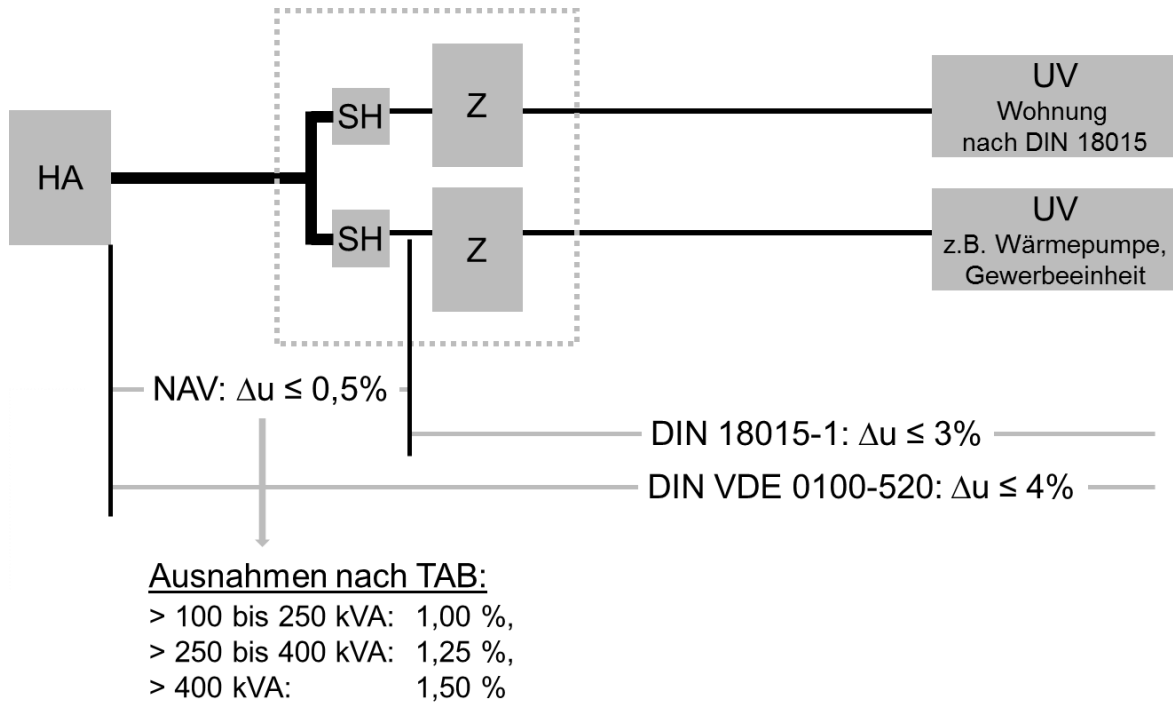 HA
SH
Z
UV
Wohnung
nach DIN 18015
SH
Z
UV
z.B. Wärmepumpe,
Gewerbeeinheit
NAV: Δu ≤ 0,5%
DIN 18015-1: Δu ≤ 3%
DIN VDE 0100-520: Δu ≤ 4%
Ausnahmen nach TAB:
> 100 bis 250 kVA: 1,00 %,
> 250 bis 400 kVA: 1,25 %,
> 400 kVA: 1,50 %